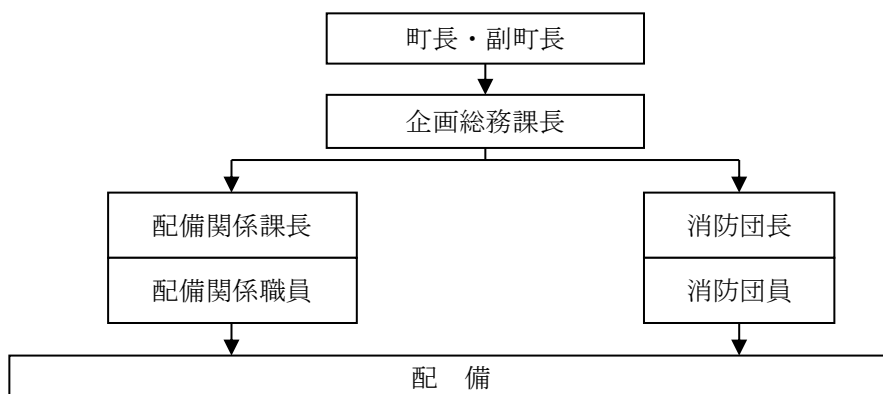 町長・副町長
企画総務課長
配備関係課長
消防団長
配備関係職員
消防団員
配　備